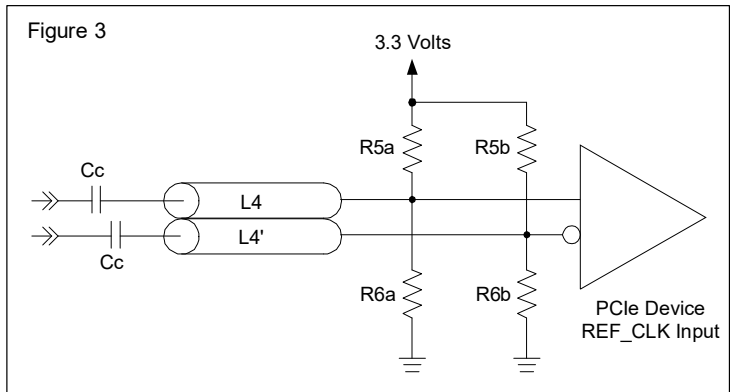 Figure 3
3.3 Volts
R5a
R5b
Cc
L4
L4'
Cc
R6a
R6b
PCIe Device
REF_CLK Input